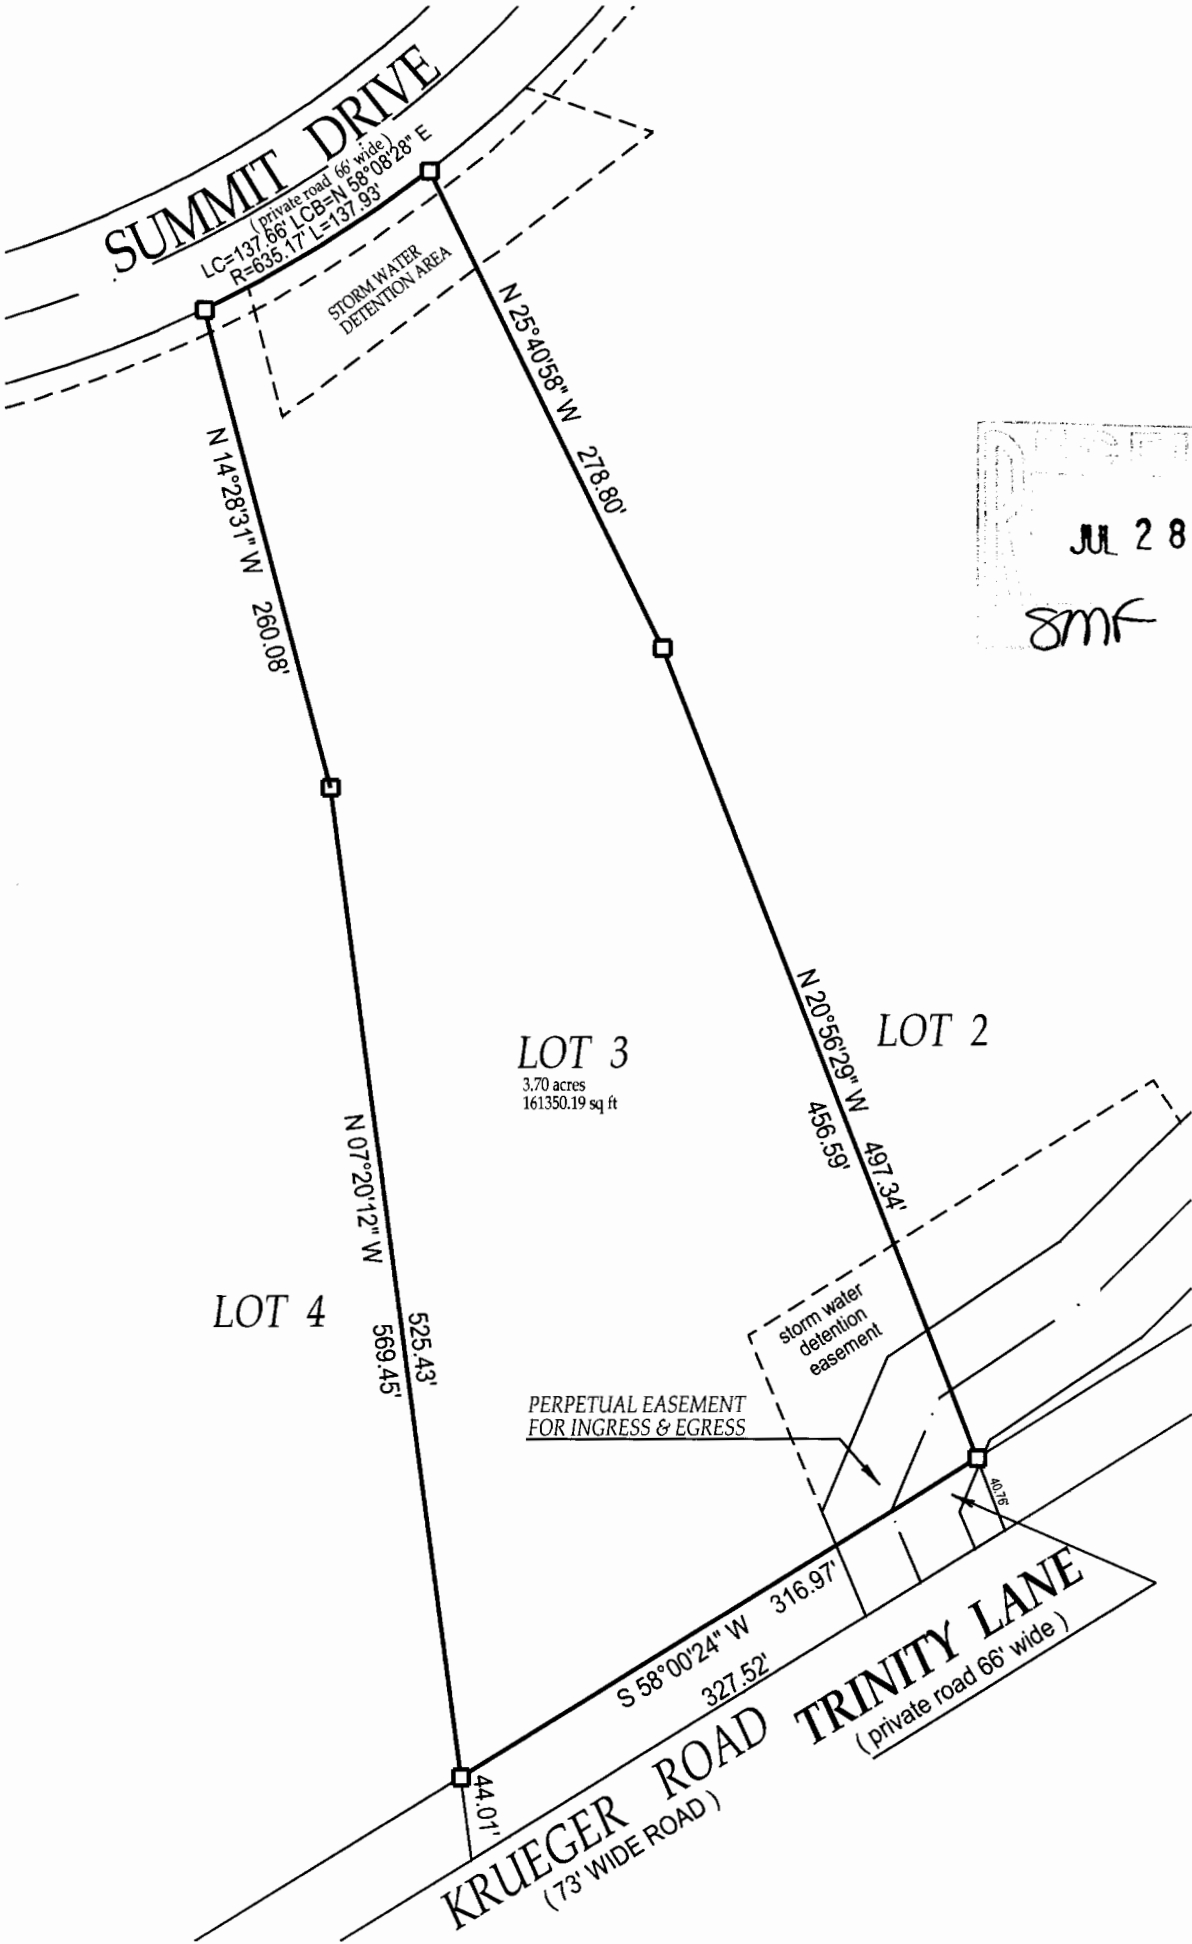 SUMMIT DRIVE
( private road 66' wide )
LC=137.66' LCB=N 58°08'28" E
R=635.17' L=137.93'
STORM WATER
DETENTION AREA
N 25°40'58" W 278.80'
N 14°28'31" W 260.08'
JUL 28
SMF
LOT 3
3.70 acres
161350.19 sq ft
LOT 2
N 20°56'29" W 497.34'
456.59'
N 07°20'12" W 525.43'
569.45'
LOT 4
storm water
detention
easement
PERPETUAL EASEMENT
FOR INGRESS & EGRESS
40.76'
S 58°00'24" W 316.97'
327.52'
44.01'
TRINITY LANE
( private road 66' wide )
KRUEGER ROAD
( 73' WIDE ROAD )